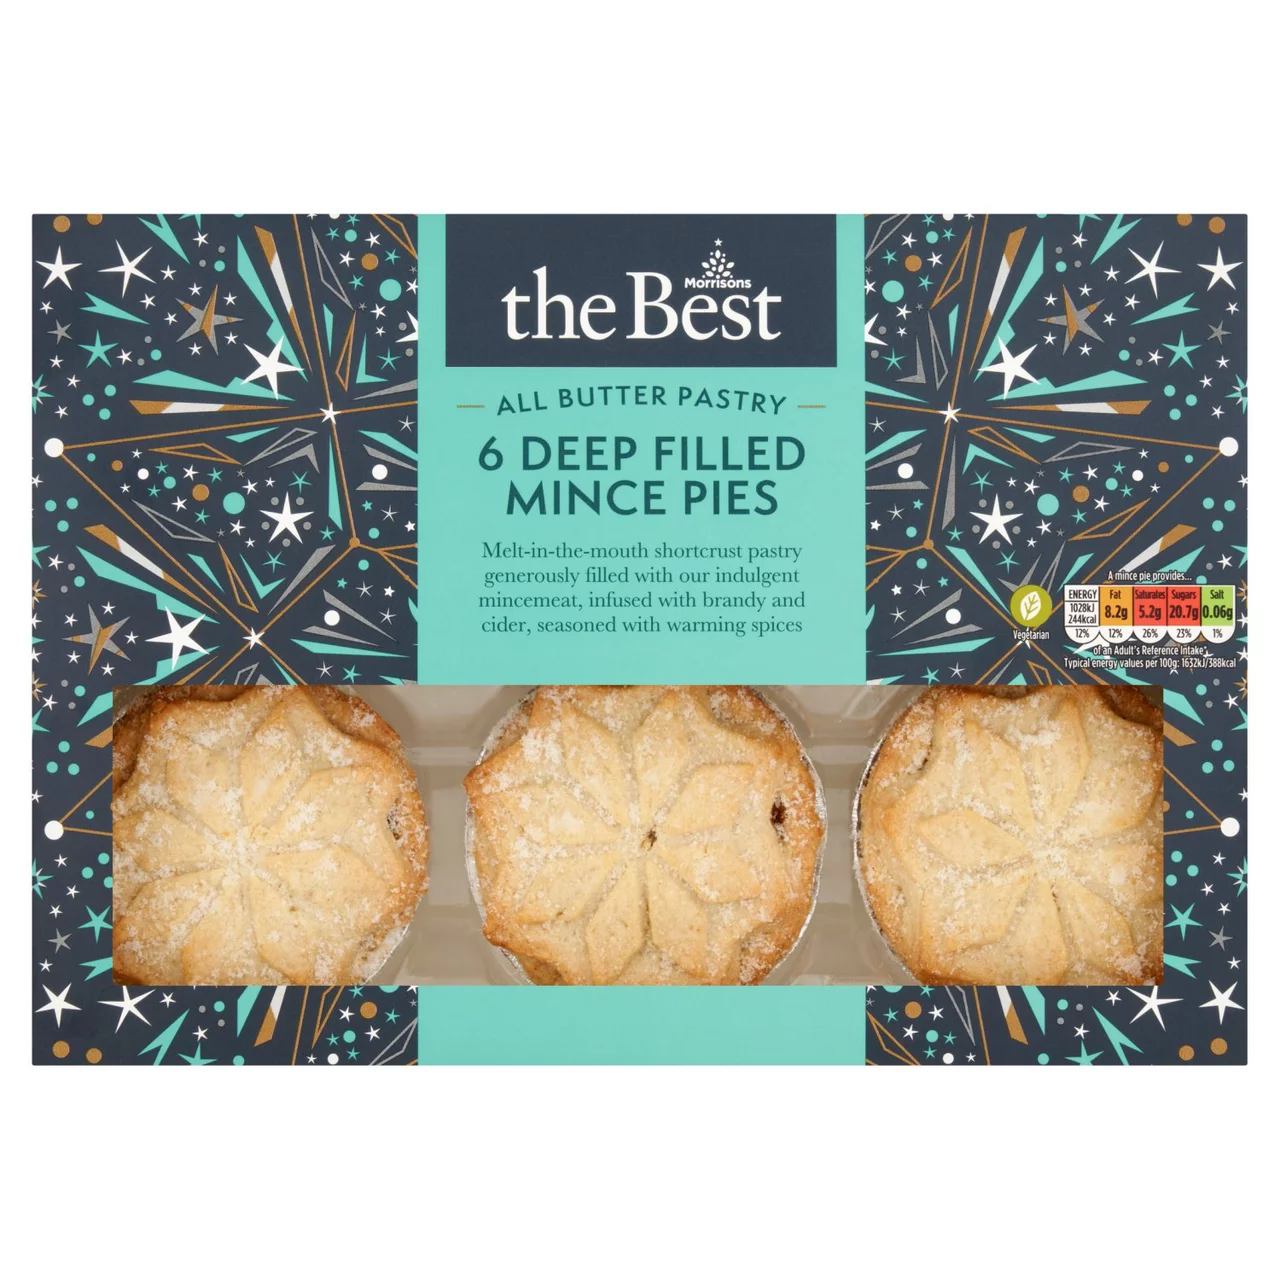 Morrisons
the Best
ALL BUTTER PASTRY
6 DEEP FILLED
MINCE PIES
Melt-in-the-mouth shortcrust pastry
generously filled with our indulgent
mincemeat, infused with brandy and
cider, seasoned with warming spices
Vegetarian
A mince pie provides...
ENERGY Fat Saturates Sugars Salt
1028kJ
244kcal 8.2g 5.2g 20.7g 0.06g
12% 12% 26% 23% 1%
of an Adult's Reference Intake*
Typical energy values per 100g: 1632kJ/388kcal